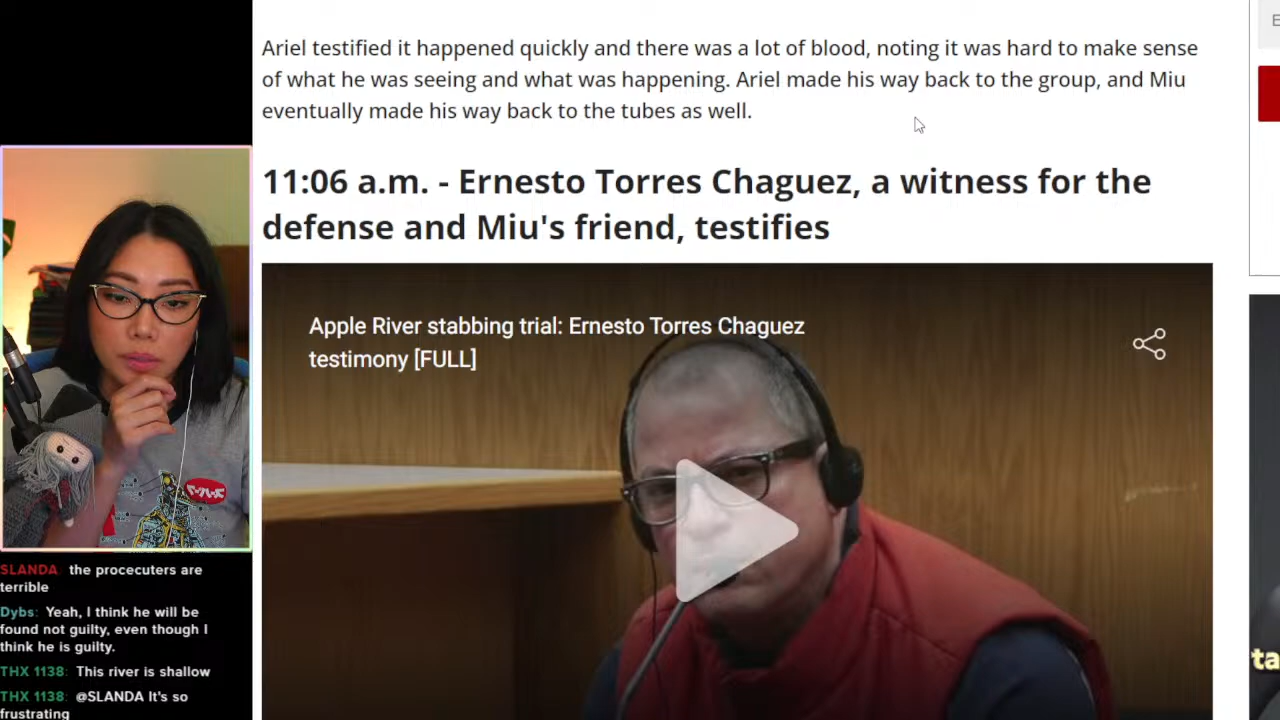 Ariel testified it happened quickly and there was a lot of blood, noting it was hard to make sense
of what he was seeing and what was happening. Ariel made his way back to the group, and Miu
eventually made his way back to the tubes as well.
11:06 a.m. - Ernesto Torres Chaguez, a witness for the
defense and Miu's friend, testifies
Apple River stabbing trial: Ernesto Torres Chaguez
testimony [FULL]
SLANDA: the procecuters are
terrible
Dybs: Yeah, I think he will be
found not guilty, even though I
think he is guilty.
THX 1138: This river is shallow
THX 1138: @SLANDA It's so
frustrating
ta